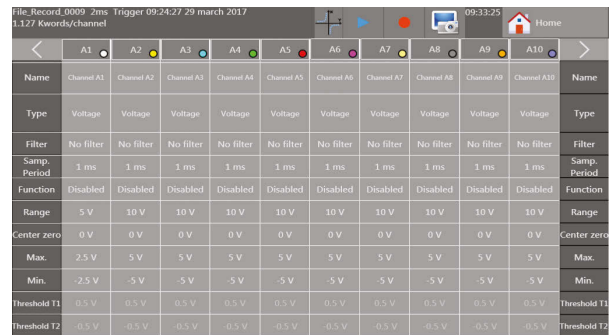 File_Record_0009 2ms Trigger 09:24:27 29 march 2017
1.127 Kwords/channel
09:33:25 Home
A1 A2 A3 A4 A5 A6 A7 A8 A9 A10
Name Channel A1 Channel A2 Channel A3 Channel A4 Channel A5 Channel A6 Channel A7 Channel A8 Channel A9 Channel A10 Name
Type Voltage Voltage Voltage Voltage Voltage Voltage Voltage Voltage Voltage Voltage Type
Filter No filter No filter No filter No filter No filter No filter No filter No filter No filter No filter Filter
Samp. Period 1 ms 1 ms 1 ms 1 ms 1 ms 1 ms 1 ms 1 ms 1 ms 1 ms Samp. Period
Function Disabled Disabled Disabled Disabled Disabled Disabled Disabled Disabled Disabled Disabled Function
Range 5 V 10 V 10 V 10 V 10 V 10 V 10 V 10 V 10 V 10 V Range
Center zero 0 V 0 V 0 V 0 V 0 V 0 V 0 V 0 V 0 V 0 V Center zero
Max. 2.5 V 5 V 5 V 5 V 5 V 5 V 5 V 5 V 5 V 5 V Max.
Min. -2.5 V -5 V -5 V -5 V -5 V -5 V -5 V -5 V -5 V -5 V Min.
Threshold T1 0.5 V 0.5 V 0.5 V 0.5 V 0.5 V 0.5 V 0.5 V 0.5 V 0.5 V 0.5 V Threshold T1
Threshold T2 -0.5 V -0.5 V -0.5 V -0.5 V -0.5 V -0.5 V -0.5 V -0.5 V -0.5 V -0.5 V Threshold T2